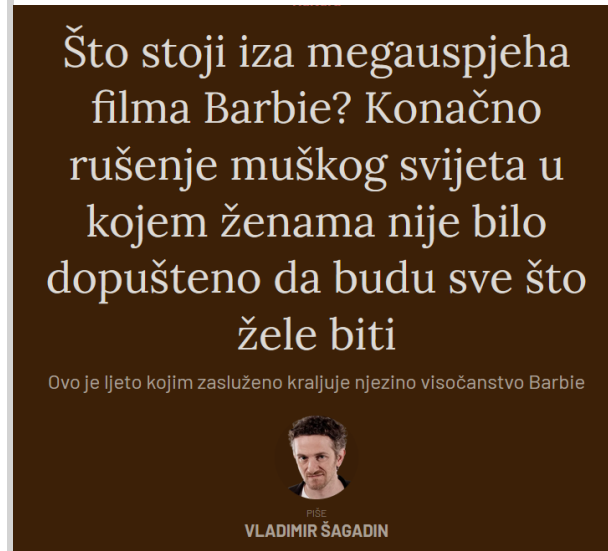 Što stoji iza megauspjeha
filma Barbie? Konačno
rušenje muškog svijeta u
kojem ženama nije bilo
dopušteno da budu sve što
žele biti
Ovo je ljeto kojim zasluženo kraljuje njezino visočanstvo Barbie
PIŠE
VLADIMIR ŠAGADIN